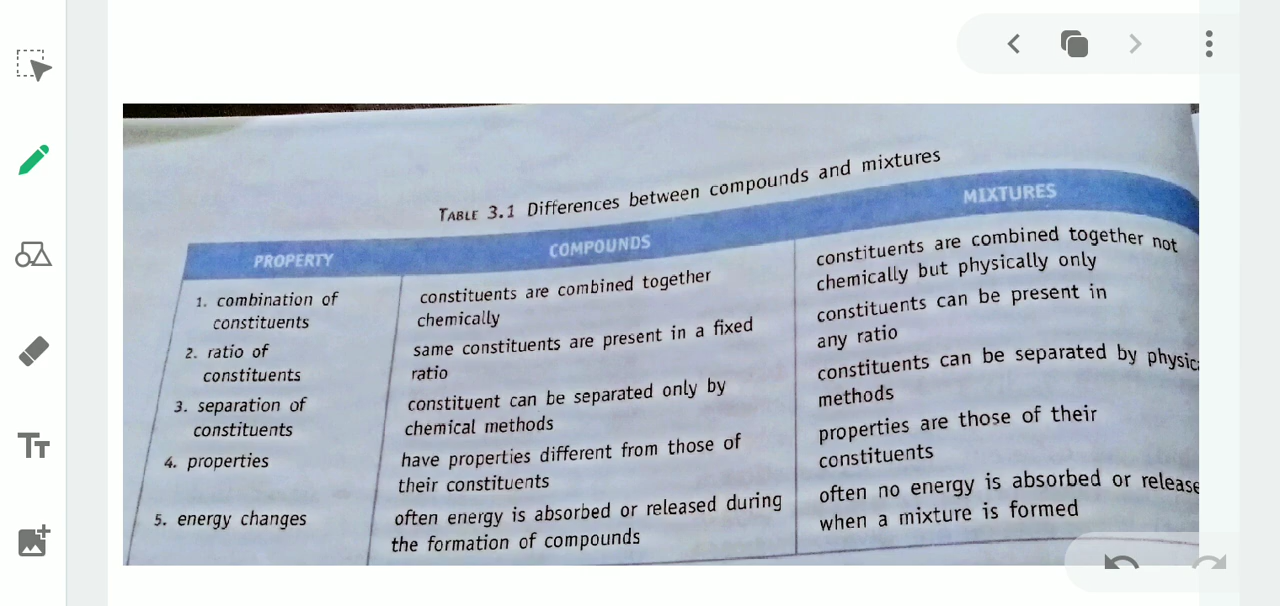 TABLE 3.1 Differences between compounds and mixtures
PROPERTY
COMPOUNDS
MIXTURES
1. combination of
constituents
constituents are combined together
chemically
constituents are combined together not
chemically but physically only
2. ratio of
constituents
same constituents are present in a fixed
ratio
constituents can be present in
any ratio
3. separation of
constituents
constituent can be separated only by
chemical methods
constituents can be separated by physic
methods
4. properties
have properties different from those of
their constituents
properties are those of their
constituents
5. energy changes
often energy is absorbed or released during
the formation of compounds
often no energy is absorbed or release
when a mixture is formed
TT